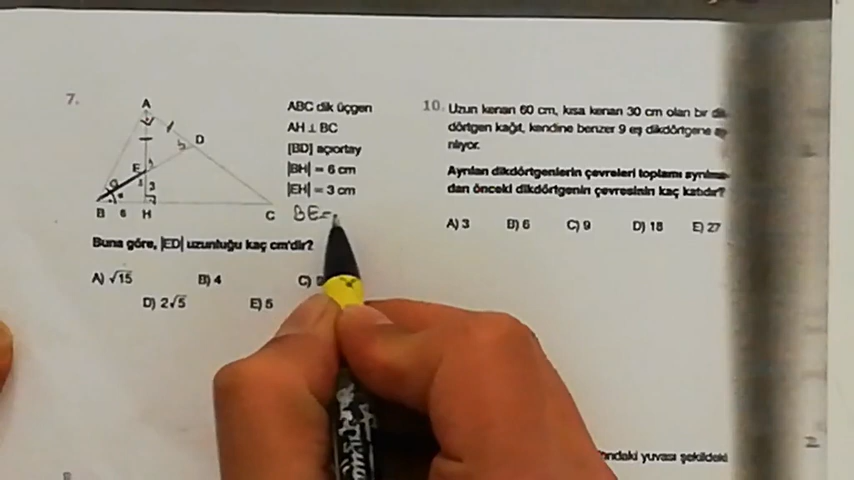 7.
A
D
E
3
B 6 H C
ABC dik üçgen
AH ⊥ BC
[BD] açıortay
|BH| = 6 cm
|EH| = 3 cm
BE=
Buna göre, |ED| uzunluğu kaç cm'dir?
A) √15 B) 4 C)
D) 2√5 E) 5
10. Uzun kenarı 60 cm, kısa kenarı 30 cm olan bir
dörtgen kağıt, kendine benzer 9 eş dikdörtgene
rılıyor.
Ayrılan dikdörtgenlerin çevreleri toplamı
dan önceki dikdörtgenin çevresinin kaç katıdır?
A) 3 B) 6 C) 9 D) 18 E) 27
yuvası şekildeki
2